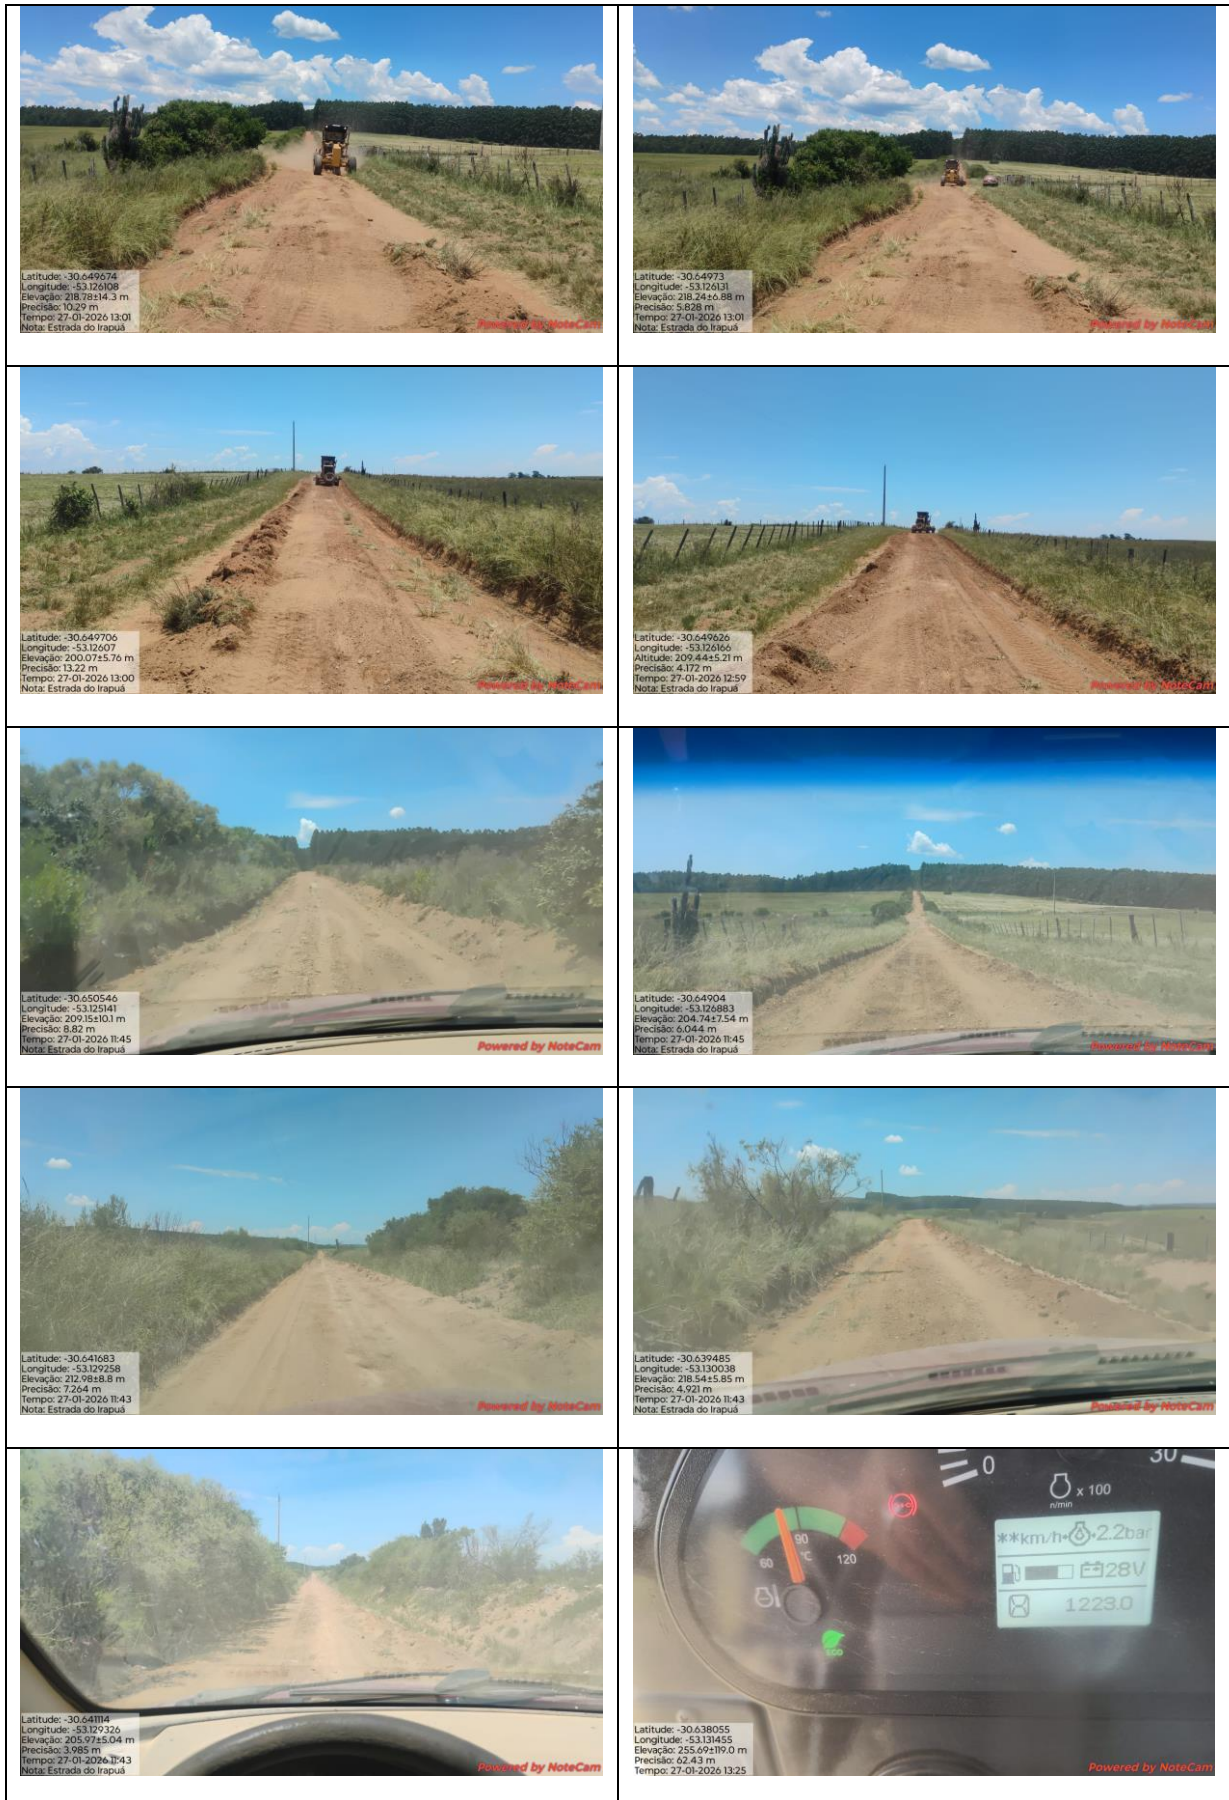 Latitude: -30.649674
Longitude: -53.126108
Elevação: 218.78±14.3 m
Precisão: 10.29 m
Tempo: 27-01-2026 13:01
Nota: Estrada do Irapuá
Powered by NoteCam
Latitude: -30.64973
Longitude: -53.126131
Elevação: 218.24±6.88 m
Precisão: 5.828 m
Tempo: 27-01-2026 13:01
Nota: Estrada do Irapuá
Powered by NoteCam
Latitude: -30.649706
Longitude: -53.12607
Elevação: 200.07±5.76 m
Precisão: 13.22 m
Tempo: 27-01-2026 13:00
Nota: Estrada do Irapuá
Powered by NoteCam
Latitude: -30.649626
Longitude: -53.126166
Altitude: 209.44±5.21 m
Precisão: 4.172 m
Tempo: 27-01-2026 12:59
Nota: Estrada do Irapuá
Powered by NoteCam
Latitude: -30.650546
Longitude: -53.125141
Elevação: 209.15±10.1 m
Precisão: 8.82 m
Tempo: 27-01-2026 11:45
Nota: Estrada do Irapuá
Powered by NoteCam
Latitude: -30.64904
Longitude: -53.126883
Elevação: 204.74±7.54 m
Precisão: 6.044 m
Tempo: 27-01-2026 11:45
Nota: Estrada do Irapuá
Powered by NoteCam
Latitude: -30.641683
Longitude: -53.129258
Elevação: 212.98±8.8 m
Precisão: 7.264 m
Tempo: 27-01-2026 11:43
Nota: Estrada do Irapuá
Powered by NoteCam
Latitude: -30.639485
Longitude: -53.130038
Elevação: 218.54±5.85 m
Precisão: 4.921 m
Tempo: 27-01-2026 11:43
Nota: Estrada do Irapuá
Powered by NoteCam
Latitude: -30.641114
Longitude: -53.129326
Elevação: 205.97±5.04 m
Precisão: 3.985 m
Tempo: 27-01-2026 11:43
Nota: Estrada do Irapuá
Powered by NoteCam
0
30
x 100
n/min
**km/h
2.2bar
28V
1223.0
60
90
°C
120
ECO
Latitude: -30.638055
Longitude: -53.131455
Elevação: 255.69±119.0 m
Precisão: 62.43 m
Tempo: 27-01-2026 13:25
Powered by NoteCam